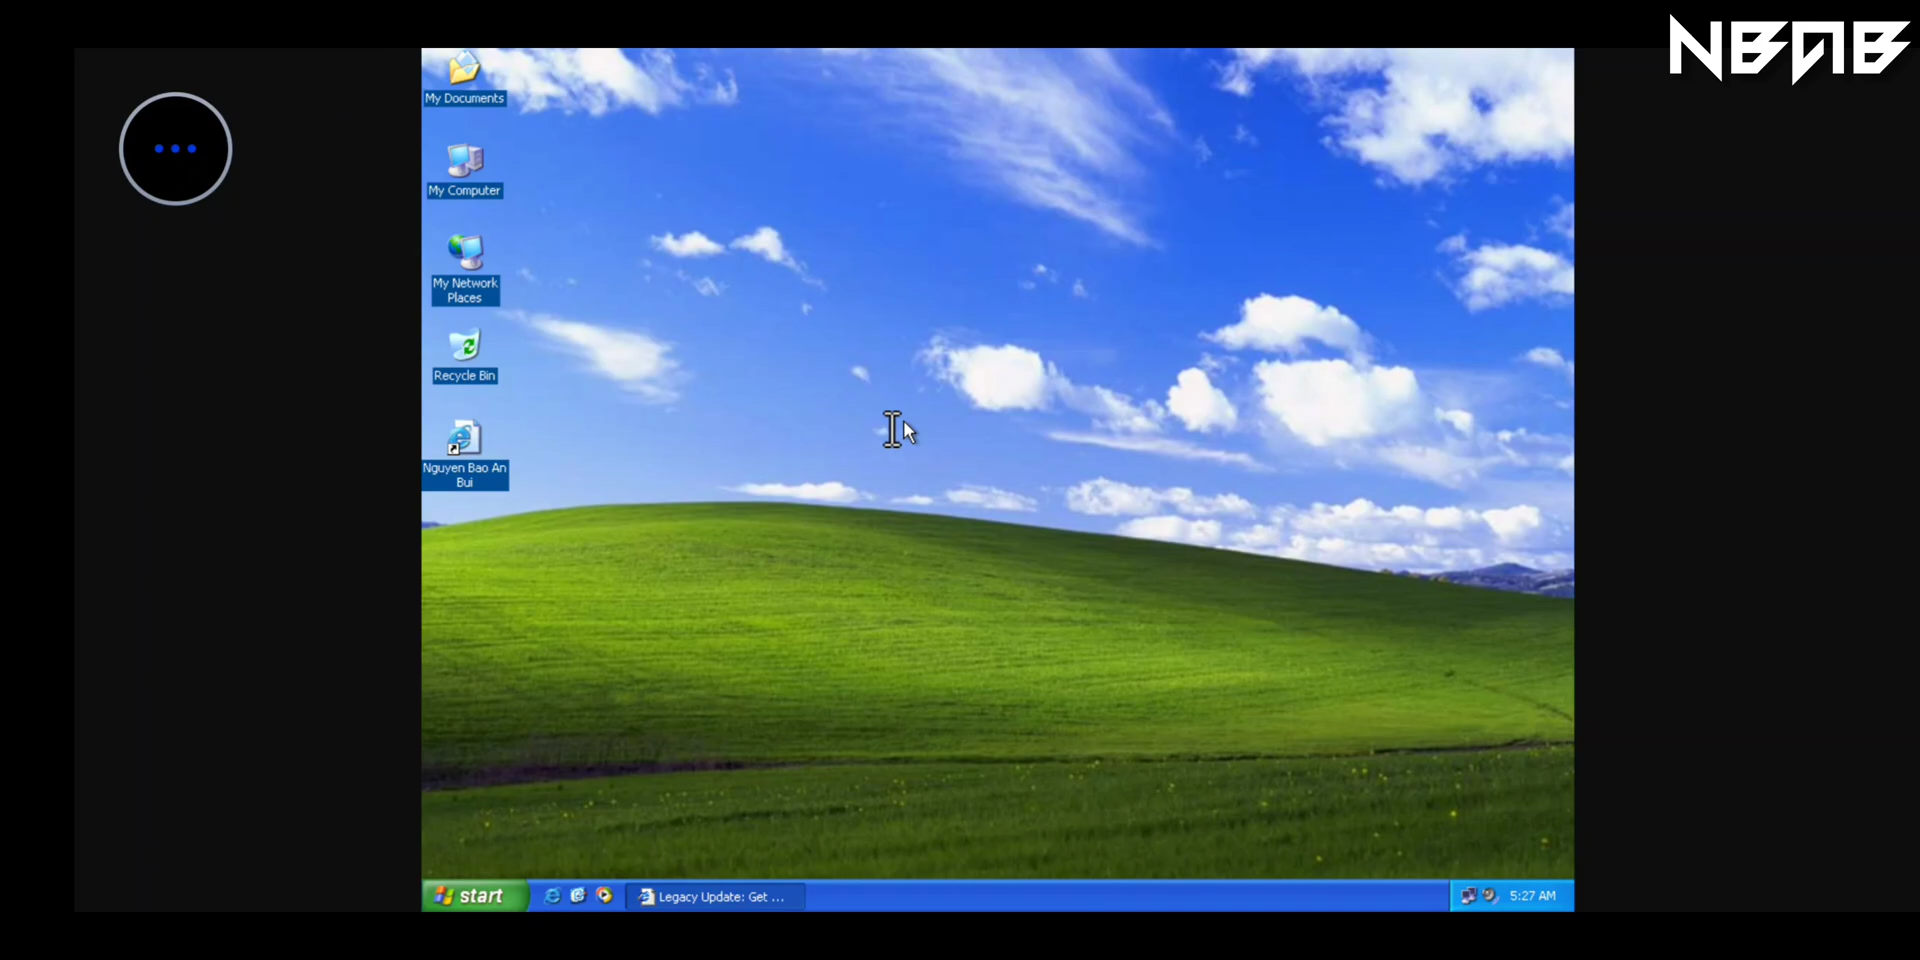 NBAB
My Documents
My Computer
My Network
Places
Recycle Bin
Nguyen Bao An
Bui
start
Legacy Update: Get ...
5:27 AM